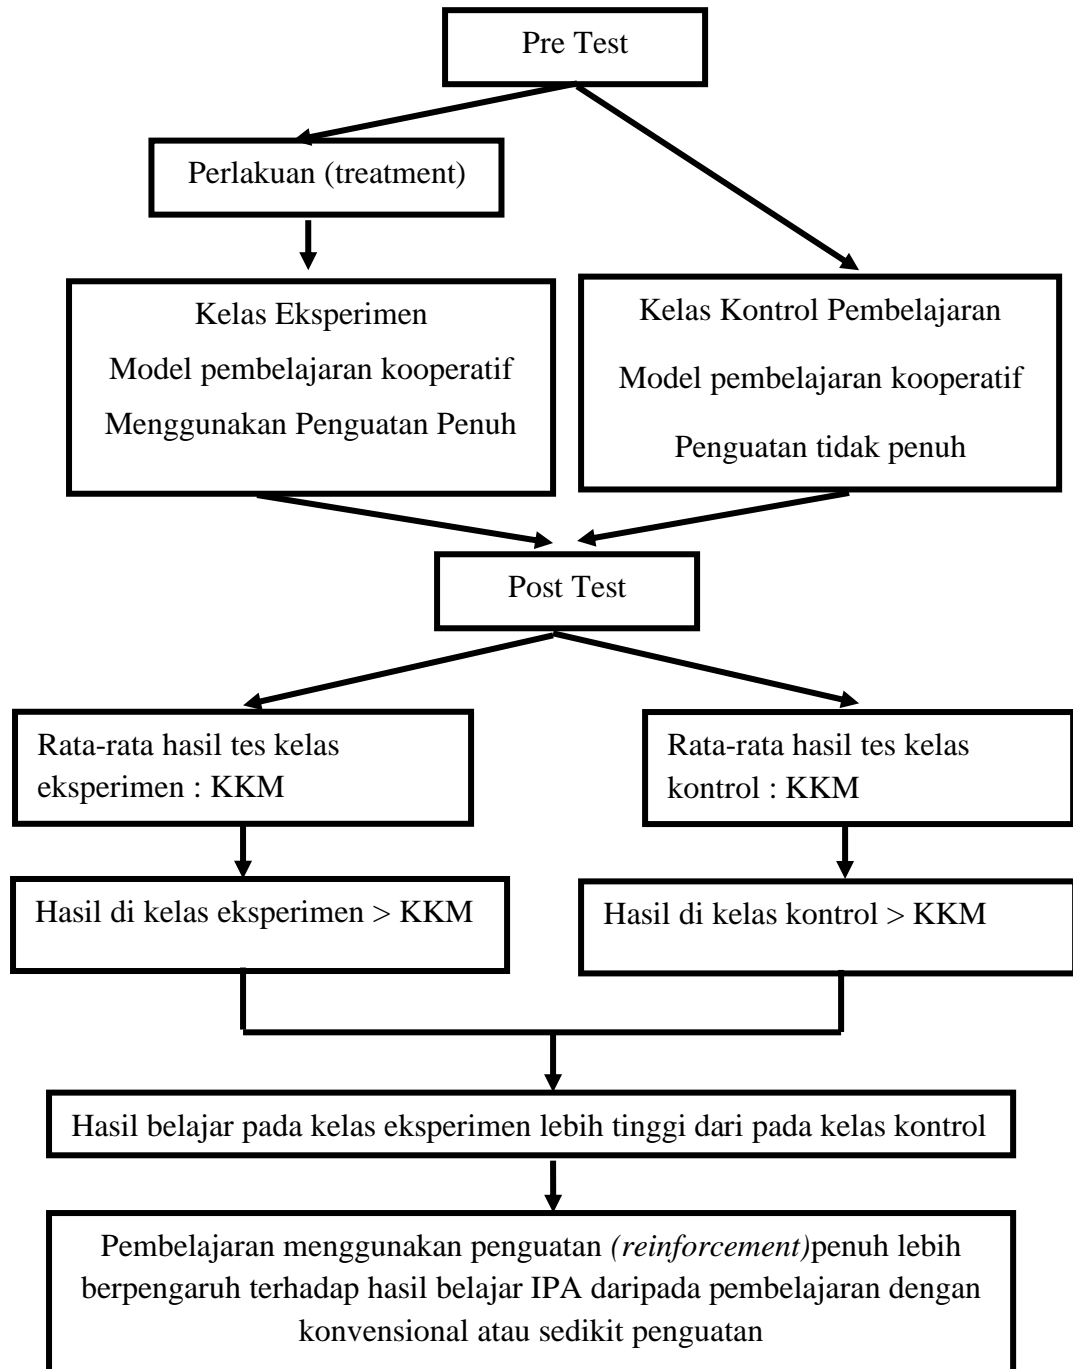 Pre Test
Perlakuan (treatment)
Kelas Eksperimen
Model pembelajaran kooperatif
Menggunakan Penguatan Penuh
Kelas Kontrol Pembelajaran
Model pembelajaran kooperatif
Penguatan tidak penuh
Post Test
Rata-rata hasil tes kelas
eksperimen : KKM
Rata-rata hasil tes kelas
kontrol : KKM
Hasil di kelas eksperimen > KKM
Hasil di kelas kontrol > KKM
Hasil belajar pada kelas eksperimen lebih tinggi dari pada kelas kontrol
Pembelajaran menggunakan penguatan (reinforcement)penuh lebih
berpengaruh terhadap hasil belajar IPA daripada pembelajaran dengan
konvensional atau sedikit penguatan